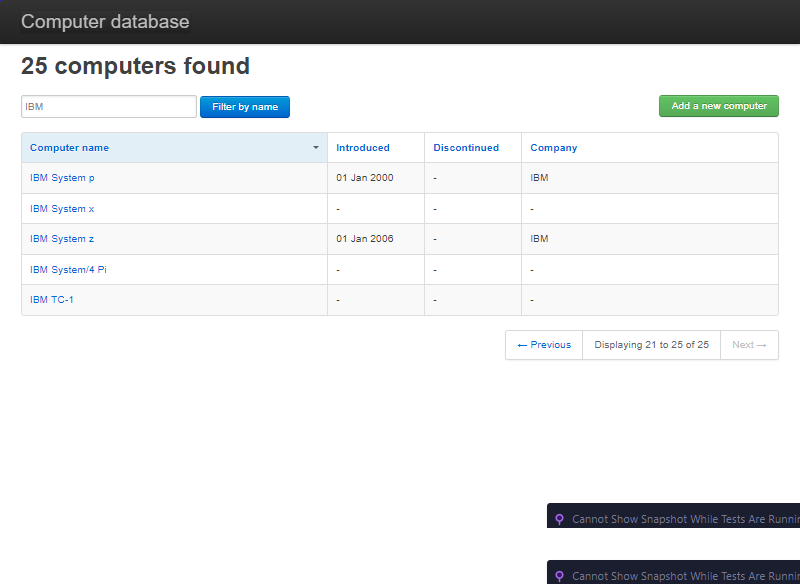 Computer database
25 computers found
IBM
Filter by name
Add a new computer
Computer name Introduced Discontinued Company
IBM System p 01 Jan 2000 - IBM
IBM System x - - -
IBM System z 01 Jan 2006 - IBM
IBM System/4 Pi - - -
IBM TC-1 - - -
← Previous Displaying 21 to 25 of 25 Next →
Cannot Show Snapshot While Tests Are
Cannot Show Snapshot While Tests Are